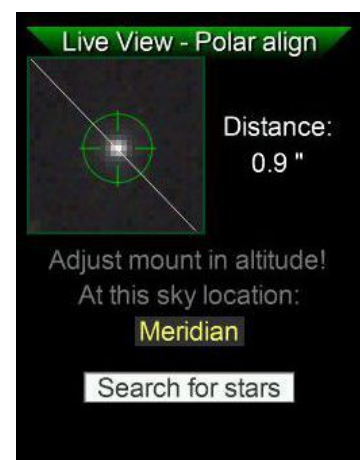 Live View - Polar align
Distance:
0.9 "
Adjust mount in altitude!
At this sky location:
Meridian
Search for stars